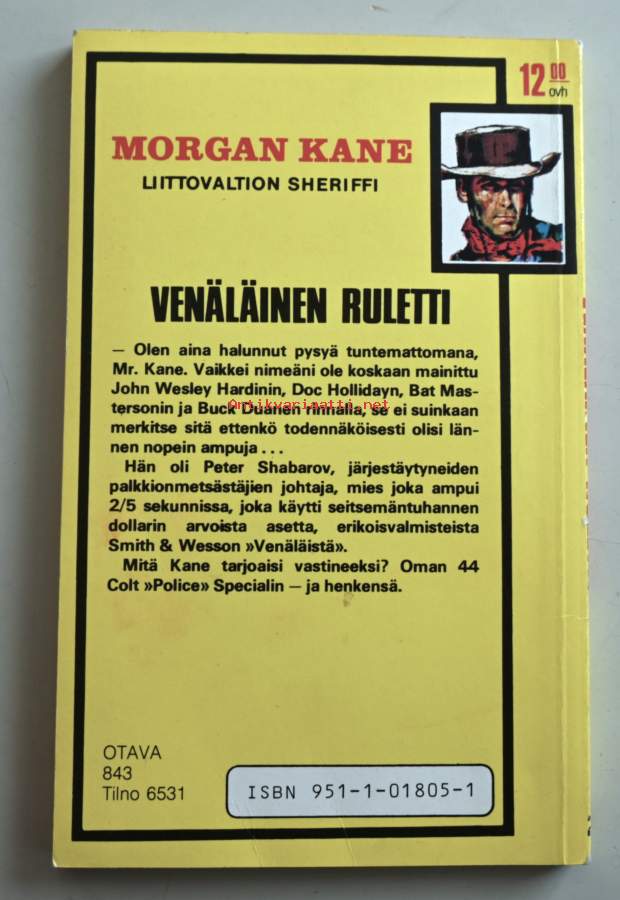 12 00
ovh
MORGAN KANE
LIITTOVALTION SHERIFFI
VENÄLÄINEN RULETTI
— Olen aina halunnut pysyä tuntemattomana,
Mr. Kane. Vaikkei nimeäni ole koskaan mainittu
John Wesley Hardinin, Doc Hollidayn, Bat Mas-
tersonin ja Buck Duanen rinnalla, se ei suinkaan
Antikvariaatti.net
merkitse sitä ettenkö todennäköisesti olisi län-
nen nopein ampuja . . .
Hän oli Peter Shabarov, järjestäytyneiden
palkkionmetsästäjien johtaja, mies joka ampui
2/5 sekunnissa, joka käytti seitsemäntuhannen
dollarin arvoista asetta, erikoisvalmisteista
Smith & Wesson »Venäläistä».
Mitä Kane tarjoaisi vastineeksi? Oman 44
Colt »Police» Specialin — ja henkensä.
OTAVA
843
Tilno 6531
ISBN 951-1-01805-1